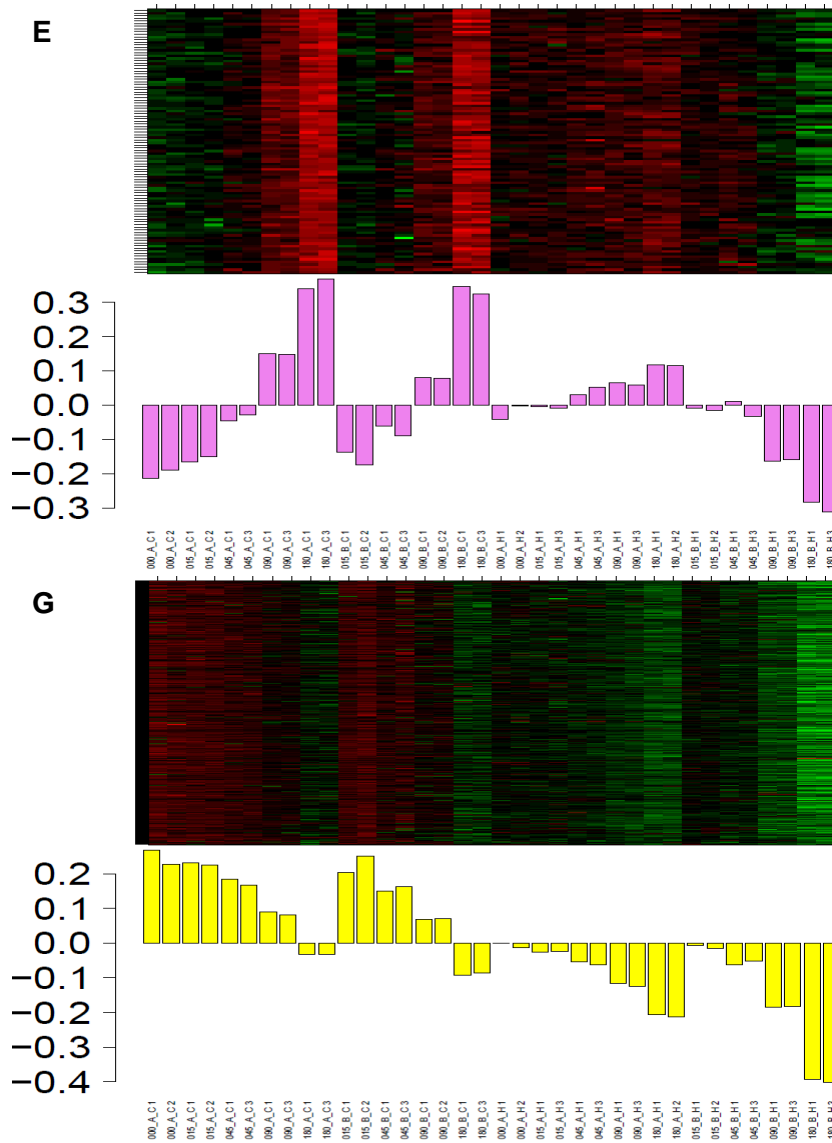 E
0.3
0.2
0.1
0.0
−0.1
−0.2
−0.3
000_A_C1
000_A_C2
015_A_C1
015_A_C2
045_A_C1
045_A_C3
090_A_C1
090_A_C3
180_A_C1
180_A_C3
015_B_C1
015_B_C2
045_B_C1
045_B_C3
090_B_C1
090_B_C2
180_B_C1
180_B_C3
000_A_H1
000_A_H2
015_A_H1
015_A_H3
045_A_H1
045_A_H3
090_A_H1
090_A_H3
180_A_H1
180_A_H2
015_B_H1
015_B_H2
045_B_H1
045_B_H3
090_B_H1
090_B_H3
180_B_H1
180_B_H3
G
0.2
0.1
0.0
−0.1
−0.2
−0.3
−0.4
000_A_C1
000_A_C2
015_A_C1
015_A_C2
045_A_C1
045_A_C3
090_A_C1
090_A_C3
180_A_C1
180_A_C3
015_B_C1
015_B_C2
045_B_C1
045_B_C3
090_B_C1
090_B_C2
180_B_C1
180_B_C3
000_A_H1
000_A_H2
015_A_H1
015_A_H3
045_A_H1
045_A_H3
090_A_H1
090_A_H3
180_A_H1
180_A_H2
015_B_H1
015_B_H2
045_B_H1
045_B_H3
090_B_H1
090_B_H3
180_B_H1
180_B_H3